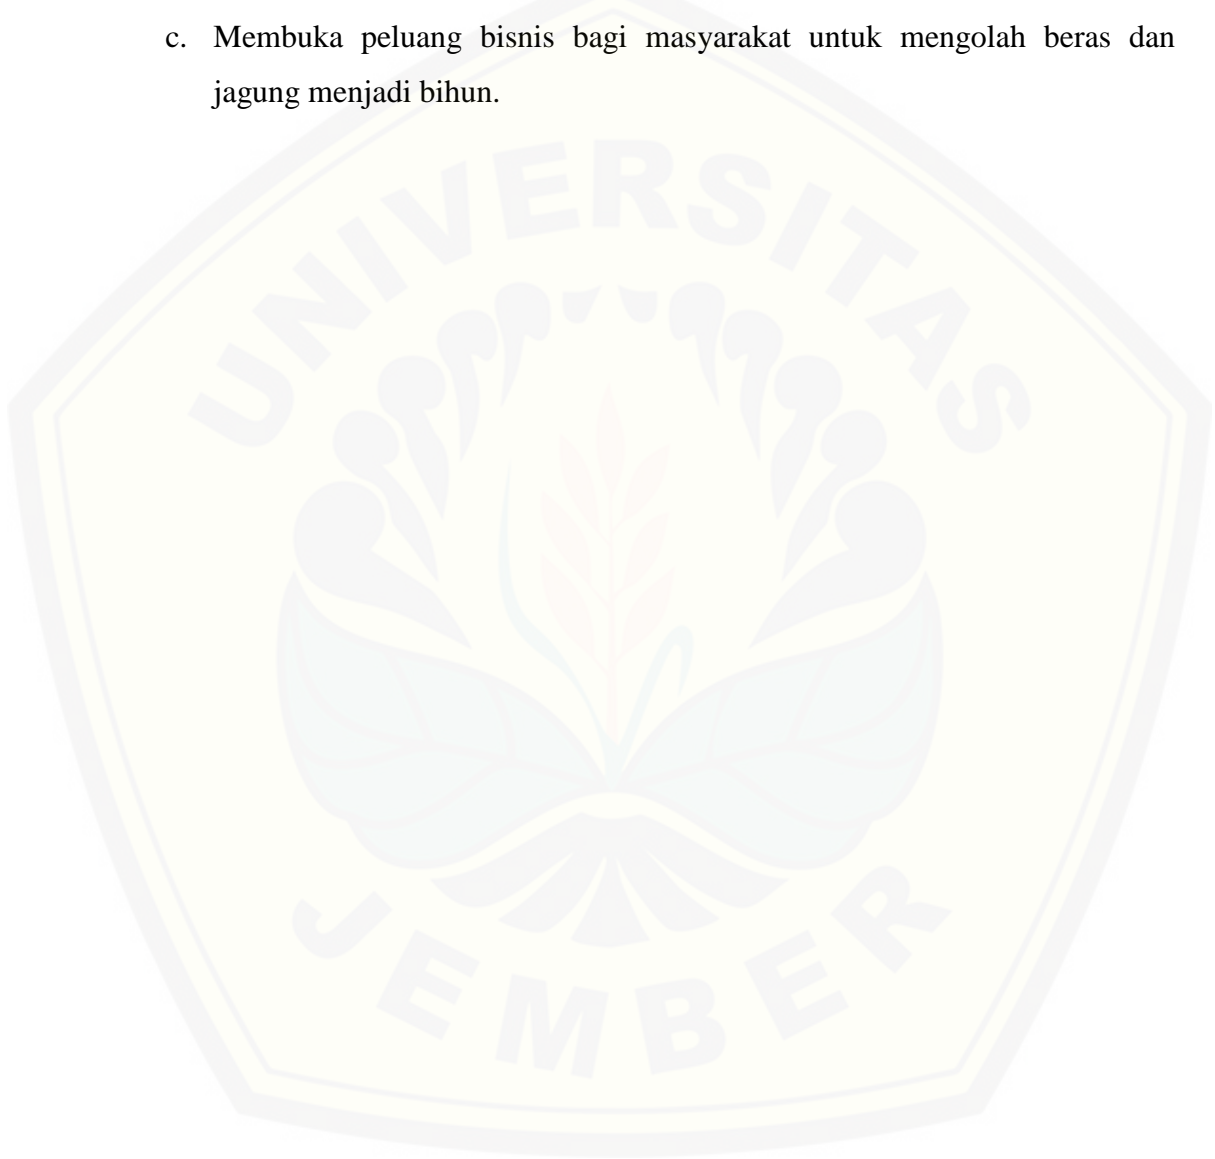 c. Membuka peluang bisnis bagi masyarakat untuk mengolah beras dan
jagung menjadi bihun.
UNIVERSITAS
JEMBER